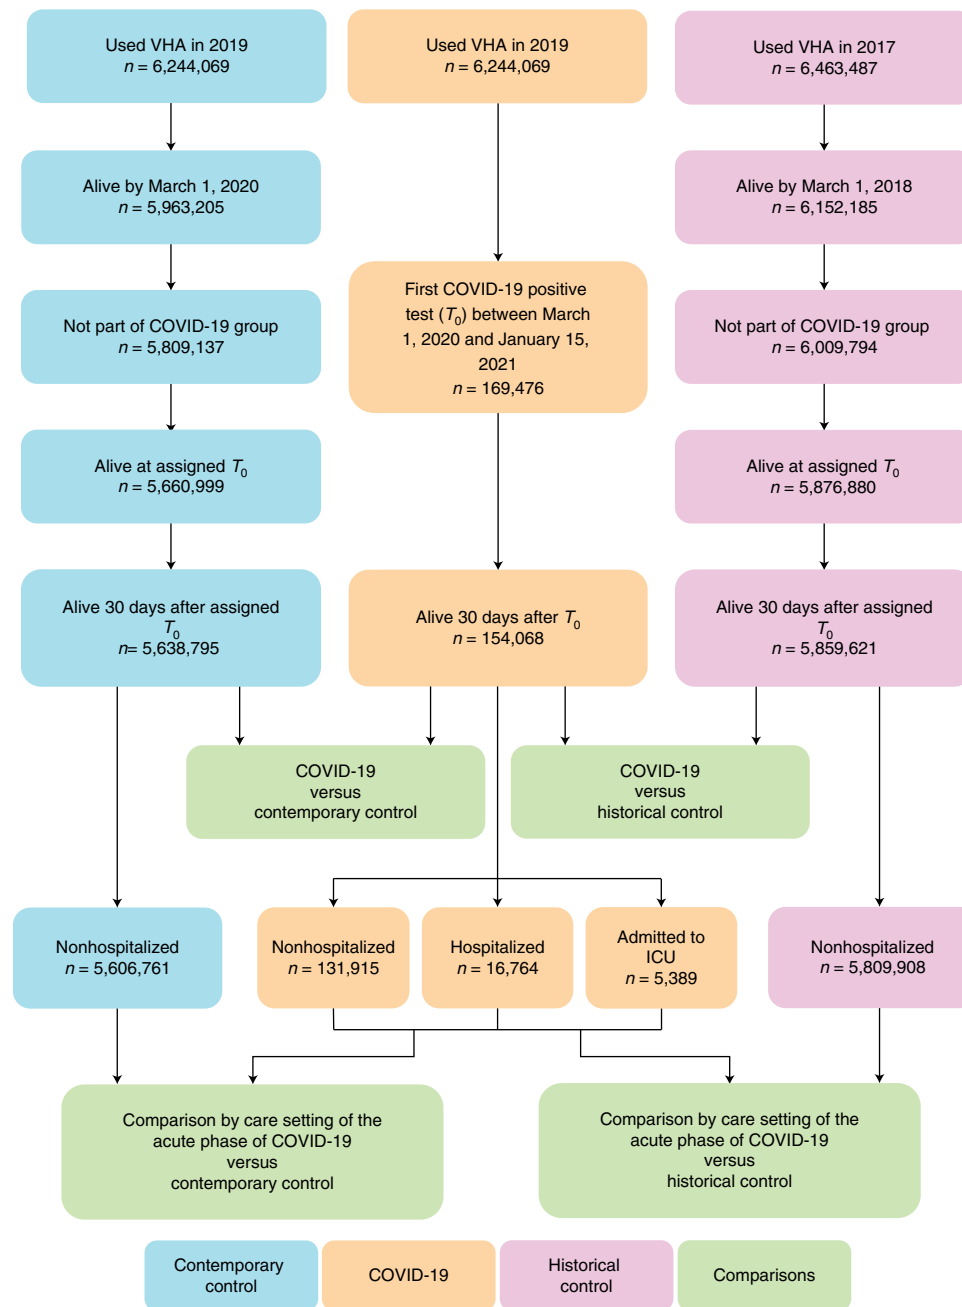 Used VHA in 2019
n = 6,244,069
Used VHA in 2019
n = 6,244,069
Used VHA in 2017
n = 6,463,487
Alive by March 1, 2020
n = 5,963,205
Alive by March 1, 2018
n = 6,152,185
First COVID-19 positive
test (T0) between March
1, 2020 and January 15,
2021
n = 169,476
Not part of COVID-19 group
n = 5,809,137
Not part of COVID-19 group
n = 6,009,794
Alive at assigned T0
n = 5,660,999
Alive at assigned T0
n = 5,876,880
Alive 30 days after assigned
T0
n= 5,638,795
Alive 30 days after T0
n = 154,068
Alive 30 days after assigned
T0
n = 5,859,621
COVID-19
versus
contemporary control
COVID-19
versus
historical control
Nonhospitalized
n = 5,606,761
Nonhospitalized
n = 131,915
Hospitalized
n = 16,764
Admitted to
ICU
n = 5,389
Nonhospitalized
n = 5,809,908
Comparison by care setting of the
acute phase of COVID-19
versus
contemporary control
Comparison by care setting of the
acute phase of COVID-19
versus
historical control
Contemporary
control
COVID-19
Historical
control
Comparisons